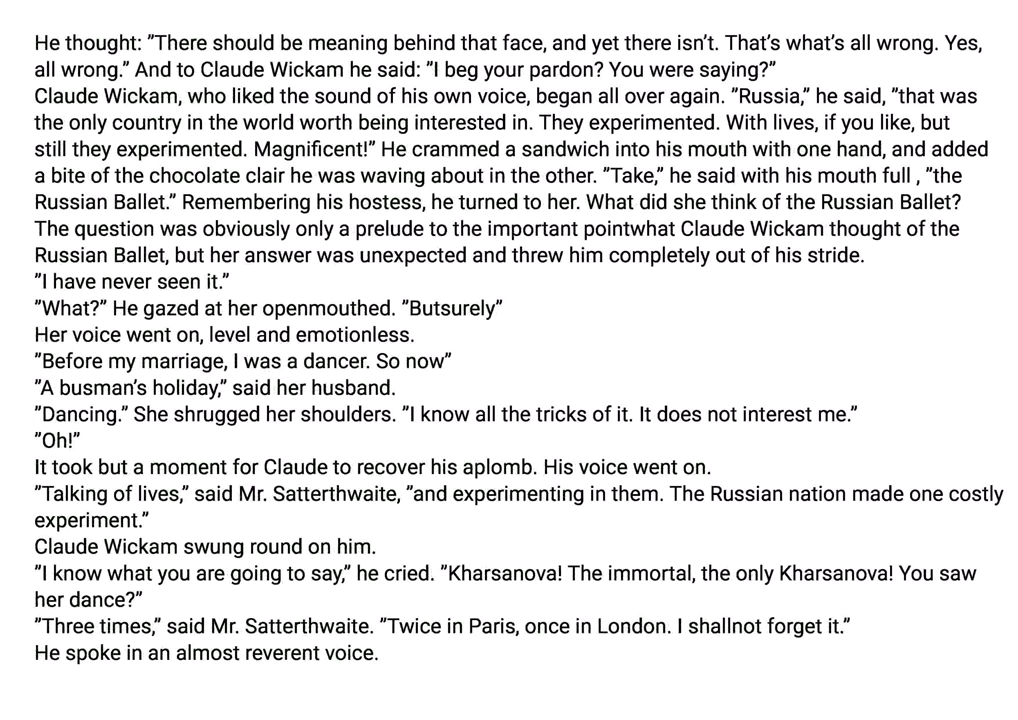 He thought: ”There should be meaning behind that face, and yet there isn’t. That’s what’s all wrong. Yes,
all wrong.” And to Claude Wickam he said: ”I beg your pardon? You were saying?”
Claude Wickam, who liked the sound of his own voice, began all over again. ”Russia,” he said, ”that was
the only country in the world worth being interested in. They experimented. With lives, if you like, but
still they experimented. Magnificent!” He crammed a sandwich into his mouth with one hand, and added
a bite of the chocolate clair he was waving about in the other. ”Take,” he said with his mouth full , ”the
Russian Ballet.” Remembering his hostess, he turned to her. What did she think of the Russian Ballet?
The question was obviously only a prelude to the important pointwhat Claude Wickam thought of the
Russian Ballet, but her answer was unexpected and threw him completely out of his stride.
”I have never seen it.”
”What?” He gazed at her openmouthed. ”Butsurely”
Her voice went on, level and emotionless.
”Before my marriage, I was a dancer. So now”
”A busman’s holiday,” said her husband.
”Dancing.” She shrugged her shoulders. ”I know all the tricks of it. It does not interest me.”
”Oh!”
It took but a moment for Claude to recover his aplomb. His voice went on.
”Talking of lives,” said Mr. Satterthwaite, ”and experimenting in them. The Russian nation made one costly
experiment.”
Claude Wickam swung round on him.
”I know what you are going to say,” he cried. ”Kharsanova! The immortal, the only Kharsanova! You saw
her dance?”
”Three times,” said Mr. Satterthwaite. ”Twice in Paris, once in London. I shallnot forget it.”
He spoke in an almost reverent voice.